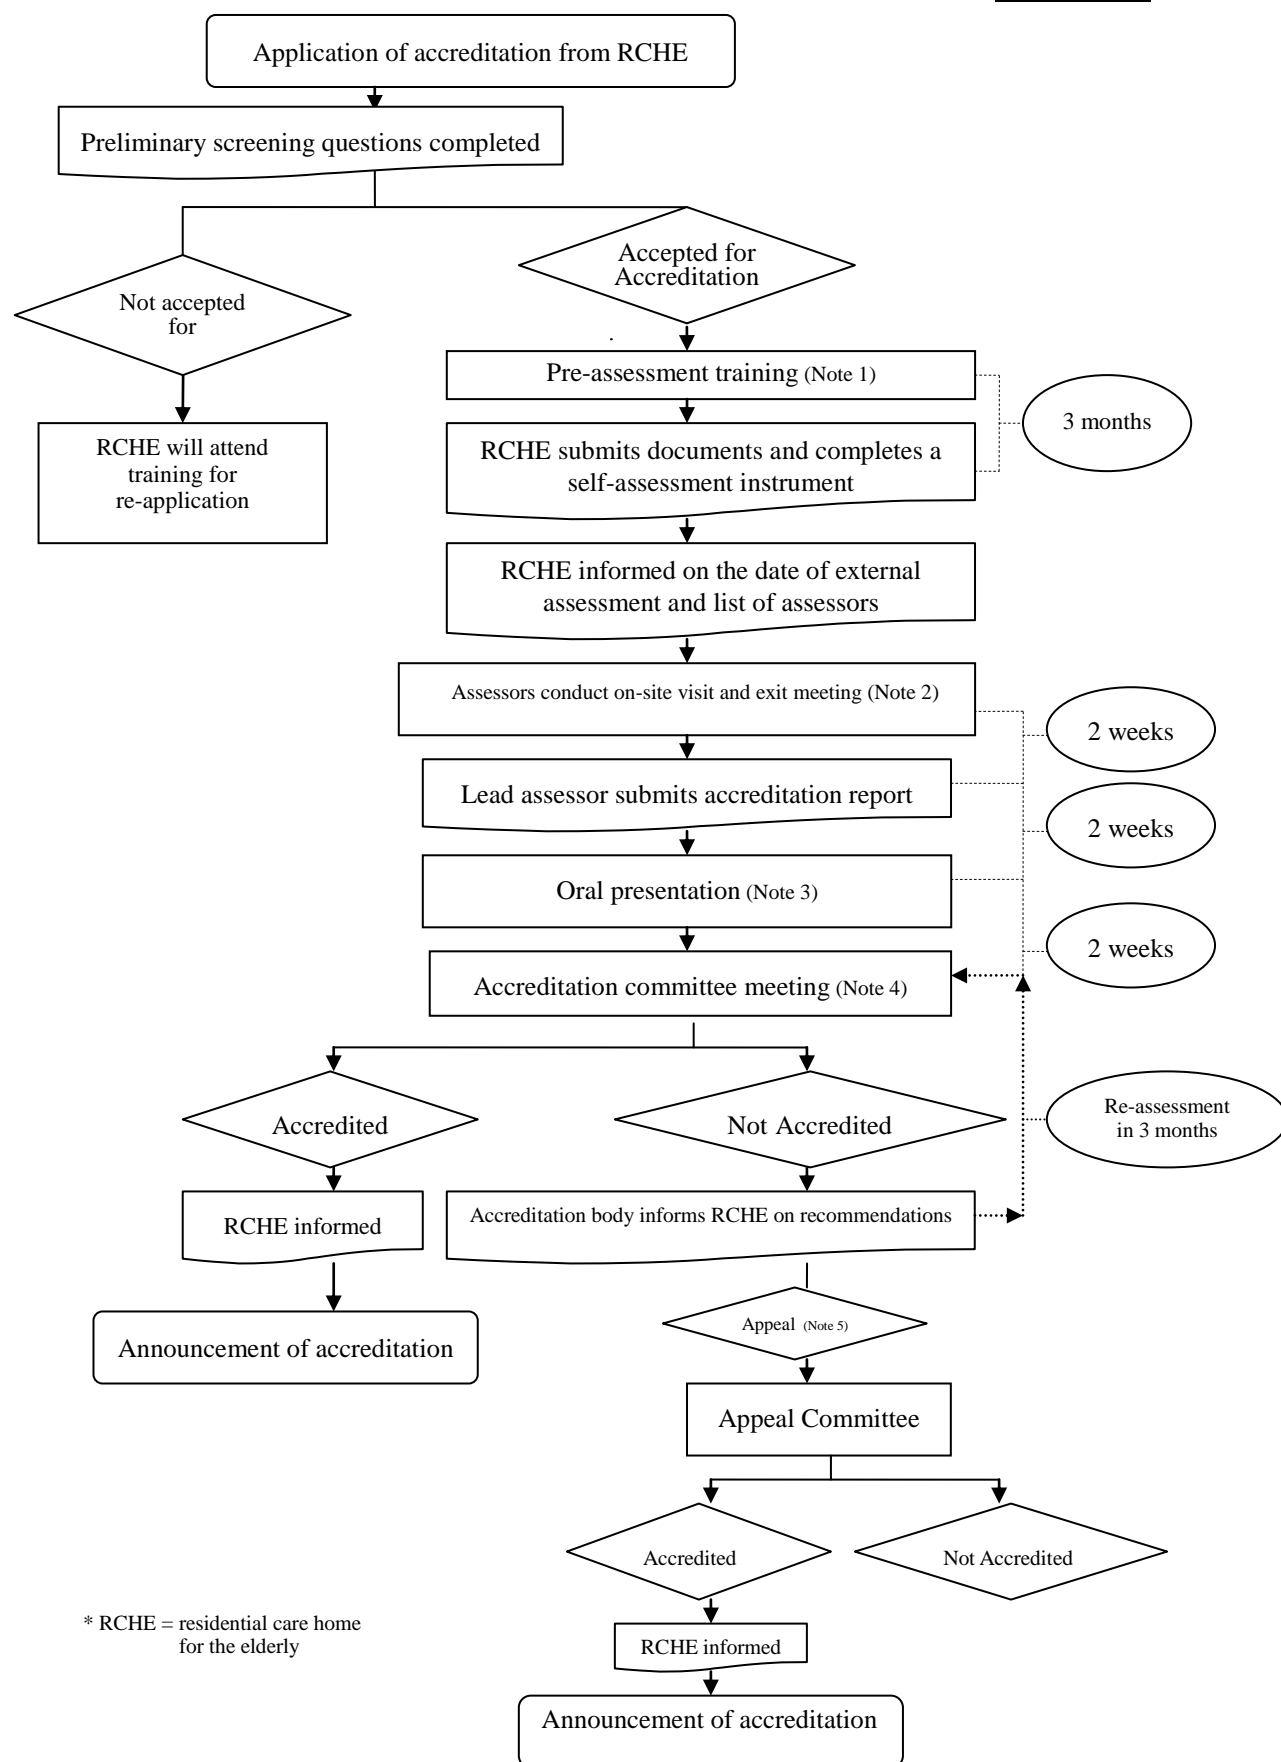 Application of accreditation from RCHE
Preliminary screening questions completed
Accepted for
Accreditation
Not accepted
for
Pre-assessment training (Note 1)
3 months
RCHE will attend
training for
re-application
RCHE submits documents and completes a
self-assessment instrument
RCHE informed on the date of external
assessment and list of assessors
Assessors conduct on-site visit and exit meeting (Note 2)
2 weeks
Lead assessor submits accreditation report
2 weeks
Oral presentation (Note 3)
2 weeks
Accreditation committee meeting (Note 4)
Accredited
Not Accredited
Re-assessment
in 3 months
RCHE informed
Accreditation body informs RCHE on recommendations
Appeal (Note 5)
Announcement of accreditation
Appeal Committee
Accredited
Not Accredited
* RCHE = residential care home
for the elderly
RCHE informed
Announcement of accreditation